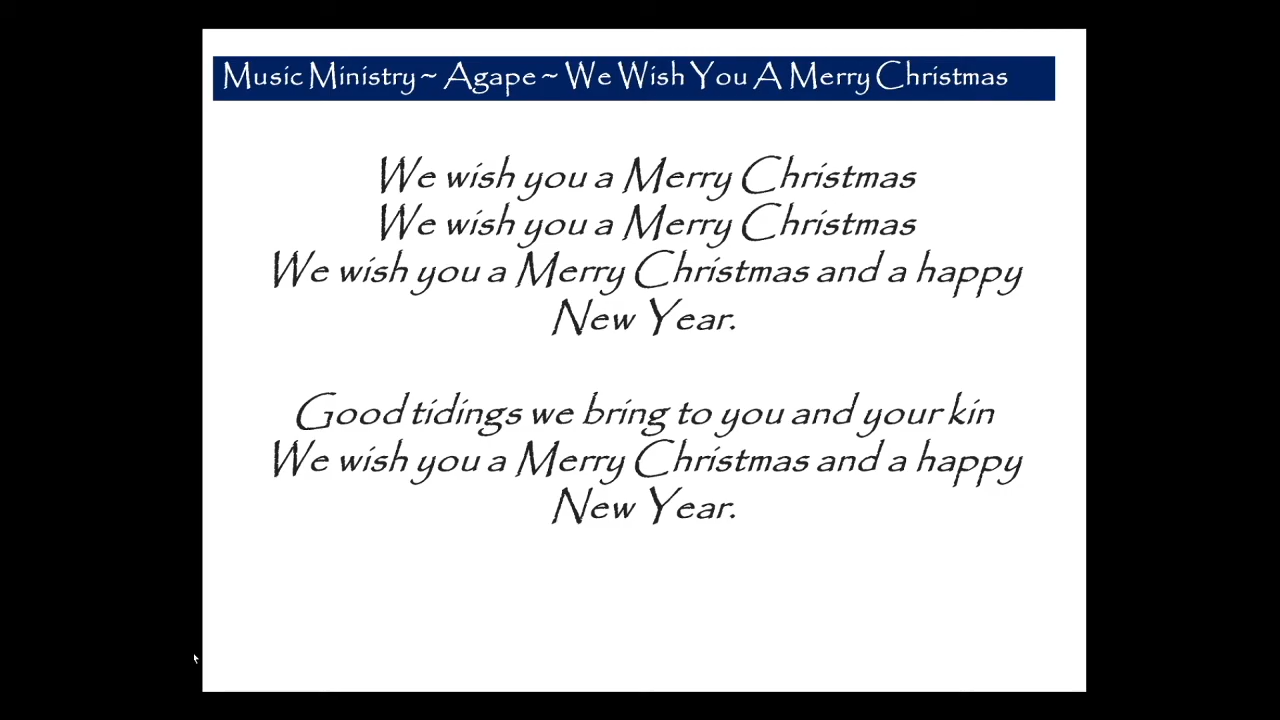 Music Ministry ~ Agape ~ We Wish You A Merry Christmas
We wish you a Merry Christmas
We wish you a Merry Christmas
We wish you a Merry Christmas and a happy
New Year.
Good tidings we bring to you and your kin
We wish you a Merry Christmas and a happy
New Year.